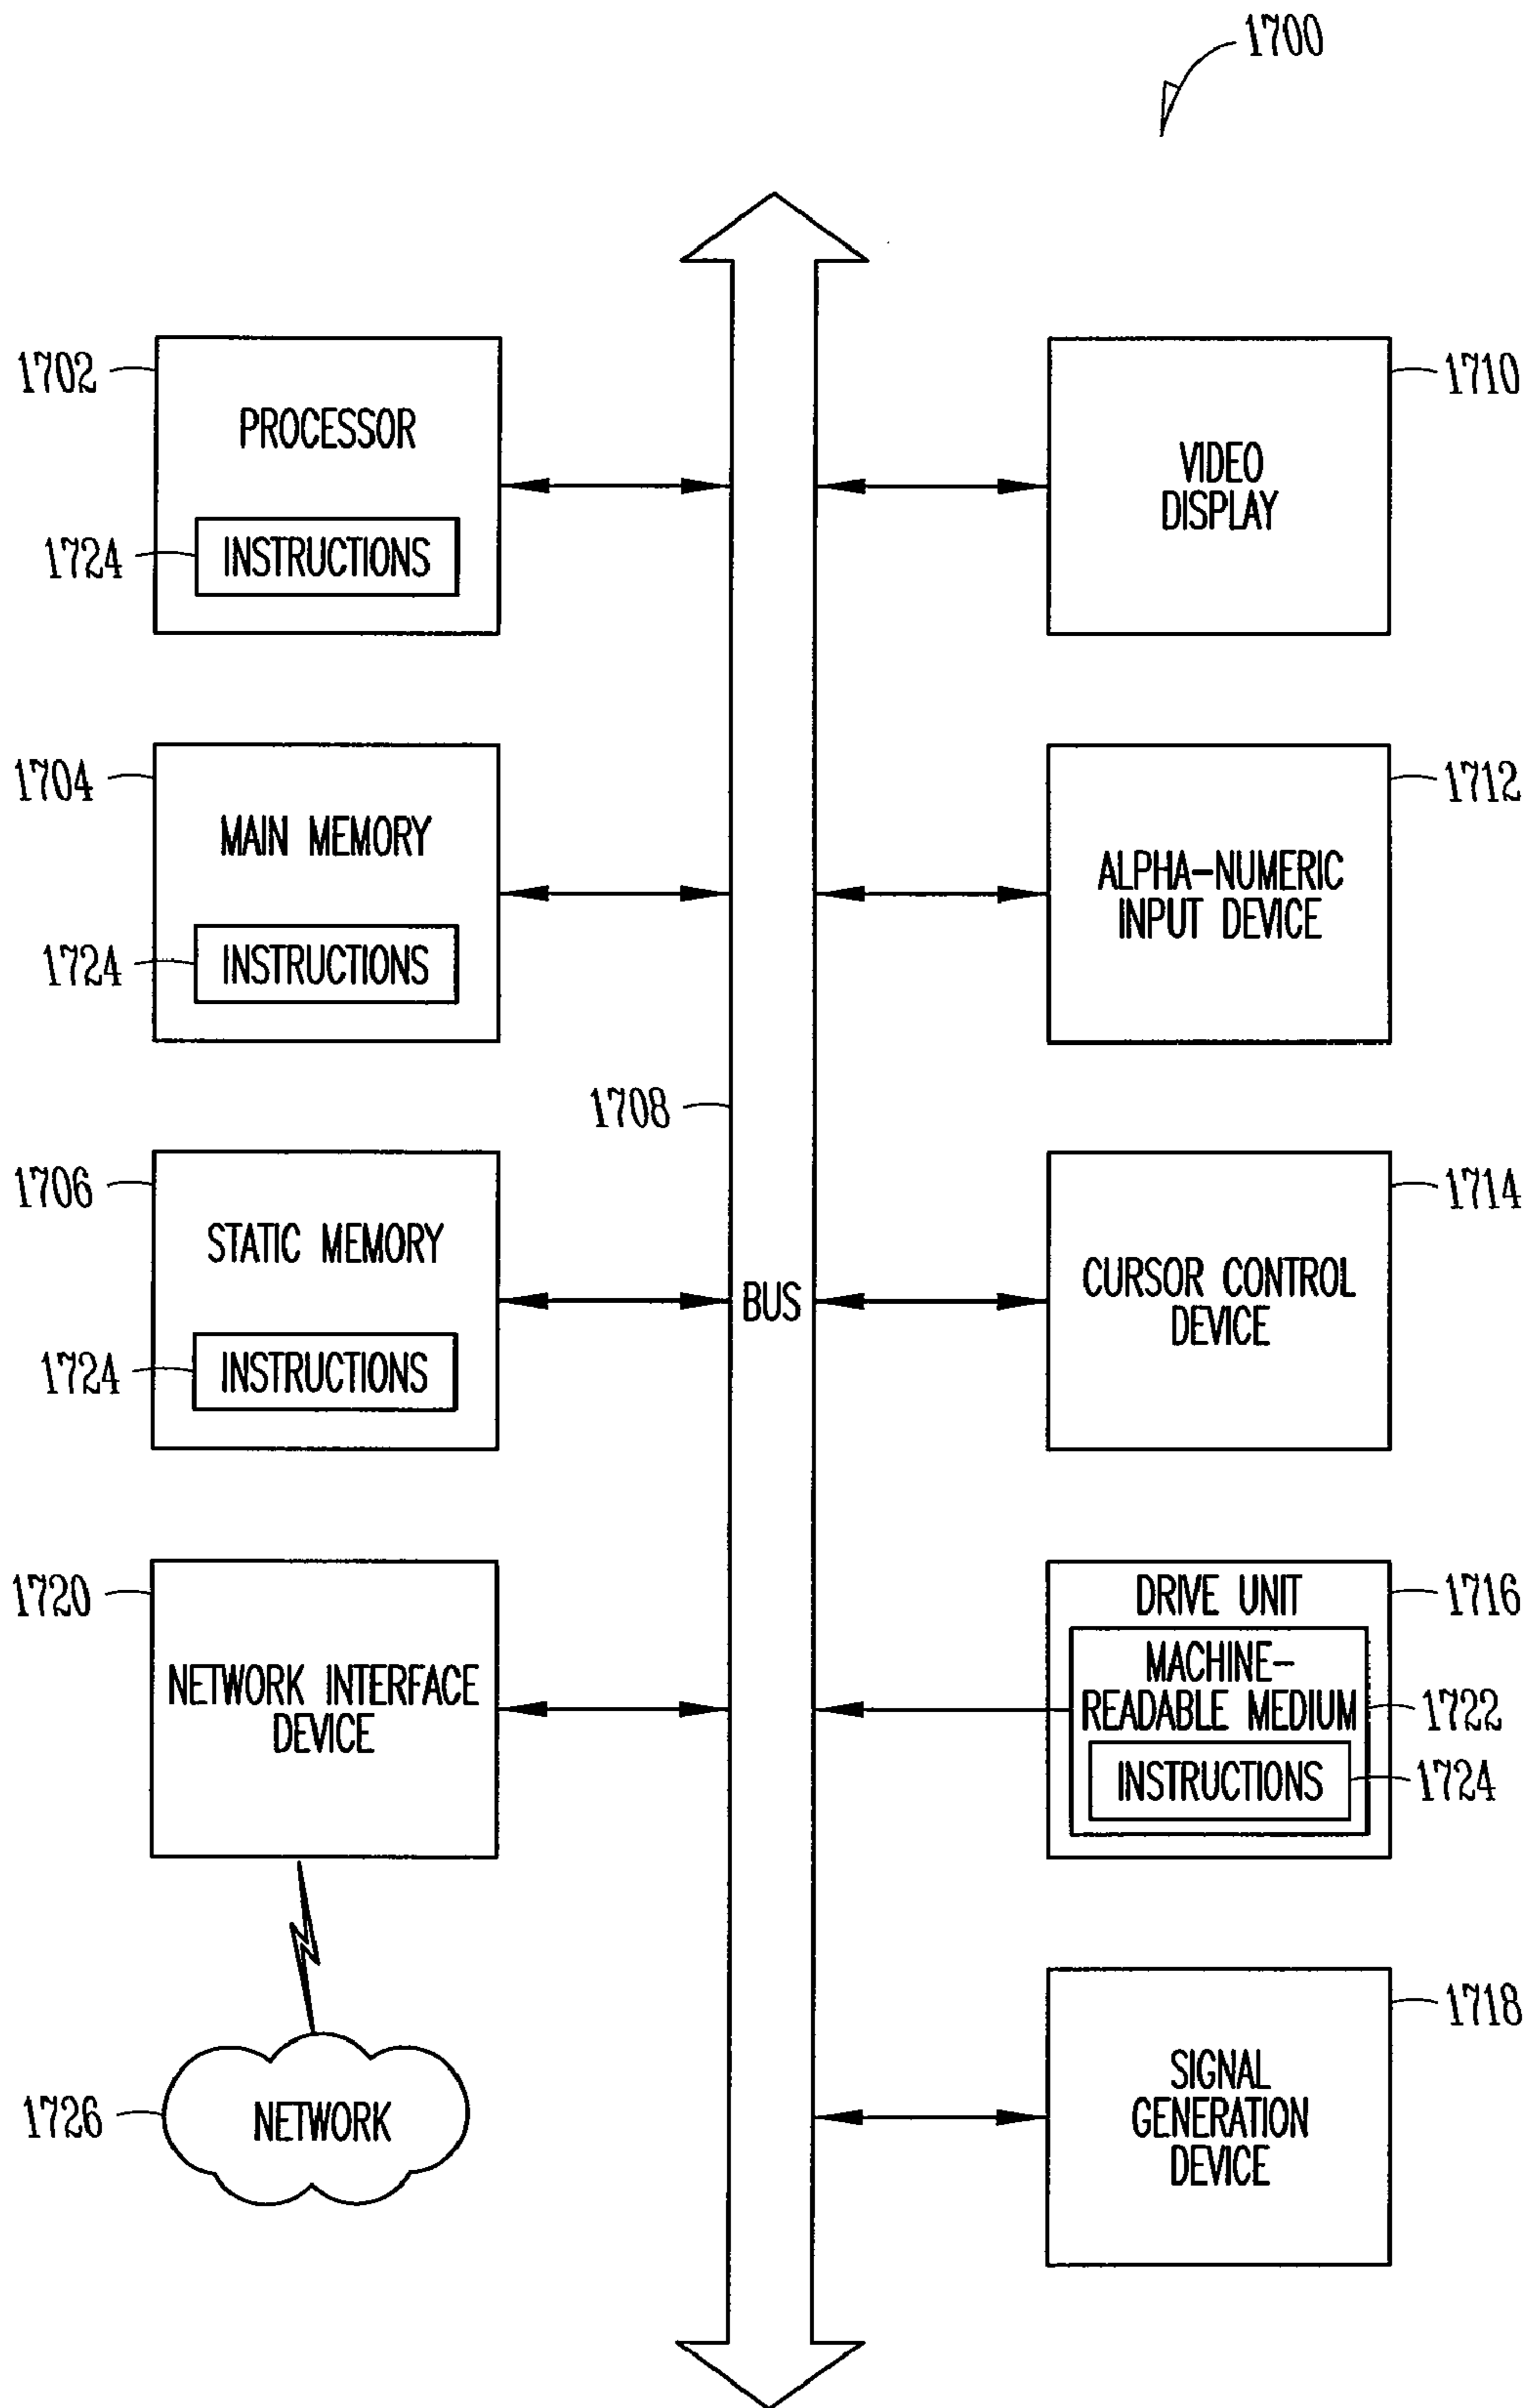 1700
1702
PROCESSOR
1724
INSTRUCTIONS
1704
MAIN MEMORY
1724
INSTRUCTIONS
1706
STATIC MEMORY
1724
INSTRUCTIONS
1720
NETWORK INTERFACE
DEVICE
1726
NETWORK
1708
BUS
1710
VIDEO
DISPLAY
1712
ALPHA-NUMERIC
INPUT DEVICE
1714
CURSOR CONTROL
DEVICE
1716
DRIVE UNIT
MACHINE-
READABLE MEDIUM
1722
INSTRUCTIONS
1724
1718
SIGNAL
GENERATION
DEVICE